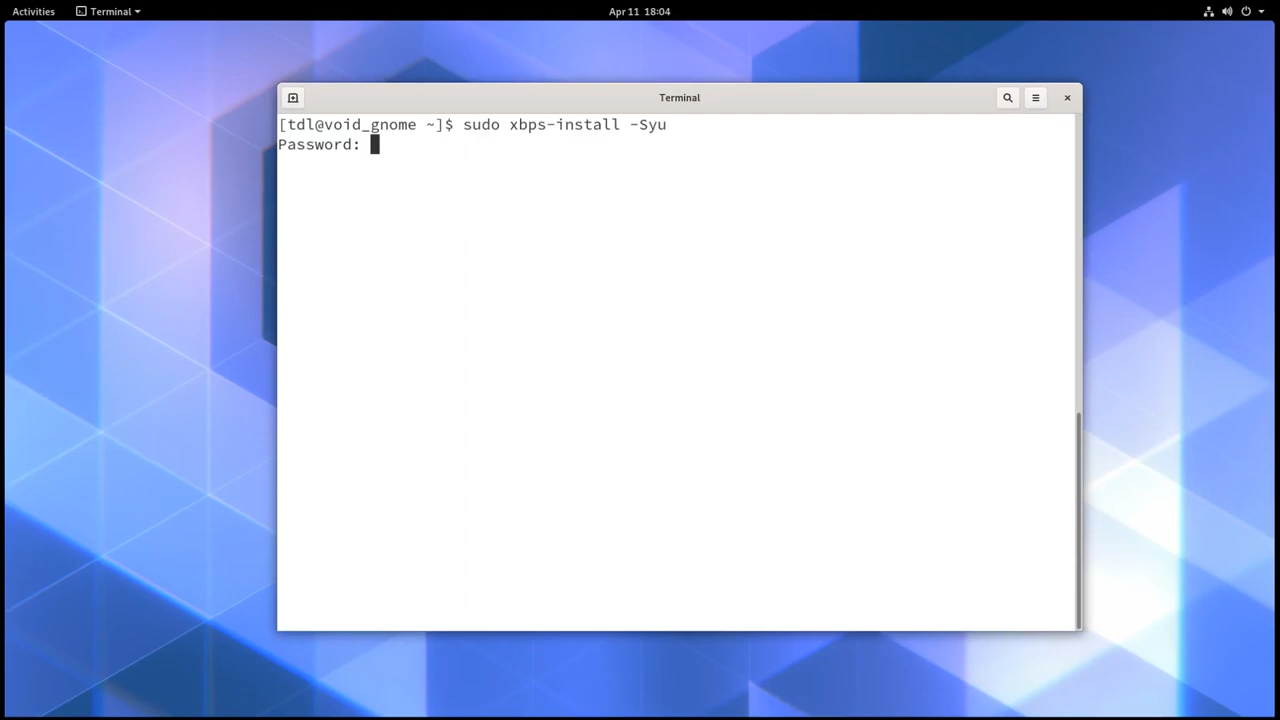 Activities
Terminal
Apr 11 18:04
Terminal
[tdl@void_gnome ~]$ sudo xbps-install -Syu
Password: